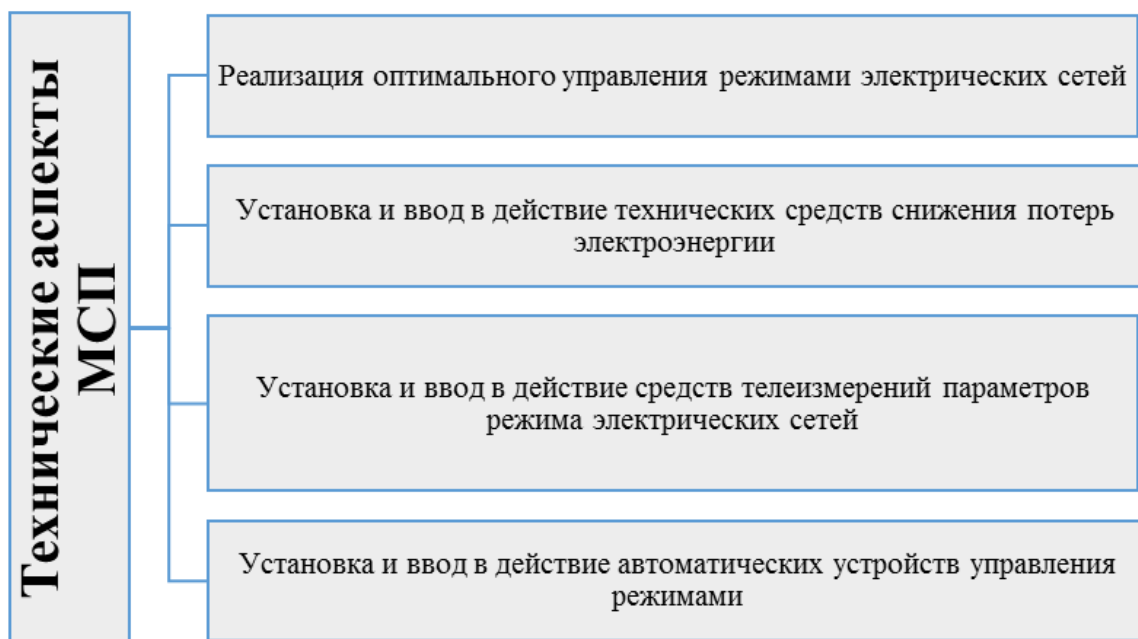 Технические аспекты
МСП
Реализация оптимального управления режимами электрических сетей
Установка и ввод в действие технических средств снижения потерь
электроэнергии
Установка и ввод в действие средств телеизмерений параметров
режима электрических сетей
Установка и ввод в действие автоматических устройств управления
режимами